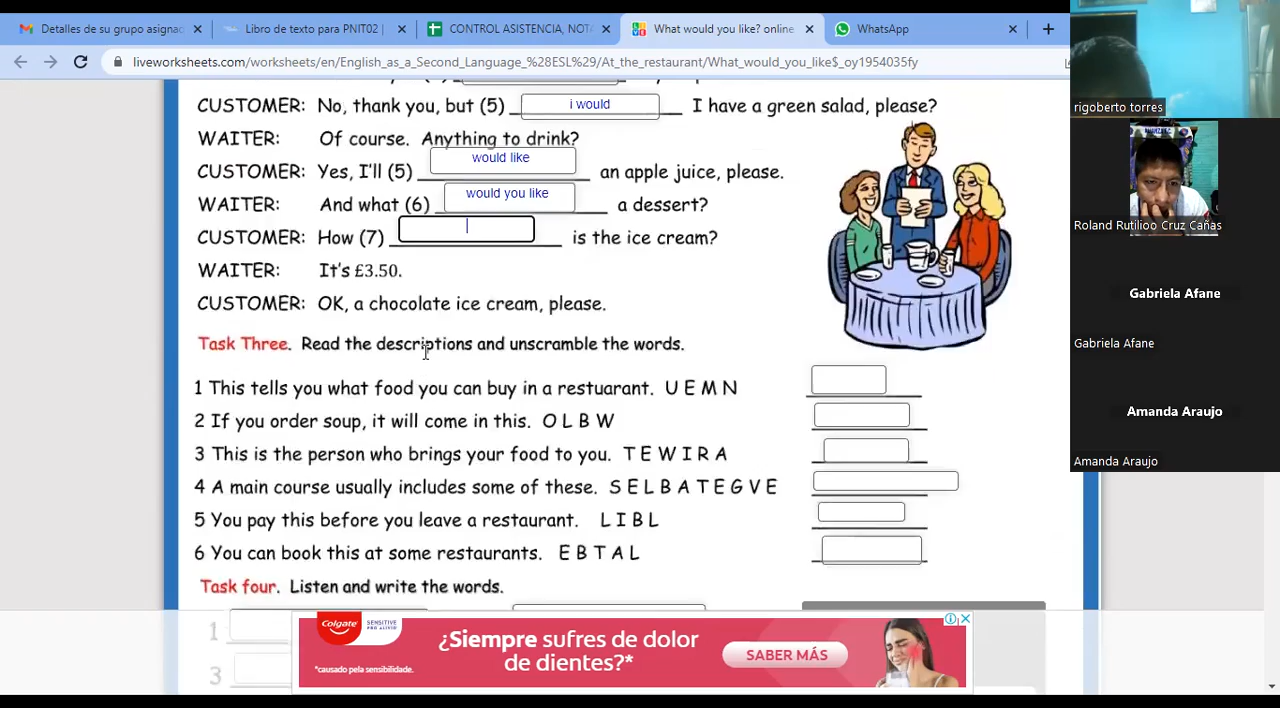 Detalles de su grupo asignac
Libro de texto para PNIT02 |
CONTROL ASISTENCIA, NOTA
What would you like? online
WhatsApp
liveworksheets.com/worksheets/en/English_as_a_Second_Language_%28ESL%29/At_the_restaurant/What_would_you_like$_oy1954035fy
CUSTOMER: No, thank you, but (5) i would I have a green salad, please?
WAITER: Of course. Anything to drink?
CUSTOMER: Yes, I'll (5) would like an apple juice, please.
WAITER: And what (6) would you like a dessert?
CUSTOMER: How (7) is the ice cream?
WAITER: It's £3.50.
CUSTOMER: OK, a chocolate ice cream, please.
Task Three. Read the descriptions and unscramble the words.
1 This tells you what food you can buy in a restuarant. U E M N
2 If you order soup, it will come in this. O L B W
3 This is the person who brings your food to you. T E W I R A
4 A main course usually includes some of these. S E L B A T E G V E
5 You pay this before you leave a restaurant. L I B L
6 You can book this at some restaurants. E B T A L
Task four. Listen and write the words.
1
3
Colgate
SENSITIVE
PRO-ALIVIO
*causado pela sensibilidade.
¿Siempre sufres de dolor
de dientes?*
SABER MÁS
rigoberto torres
Roland Rutilioo Cruz Cañas
Gabriela Afane
Gabriela Afane
Amanda Araujo
Amanda Araujo